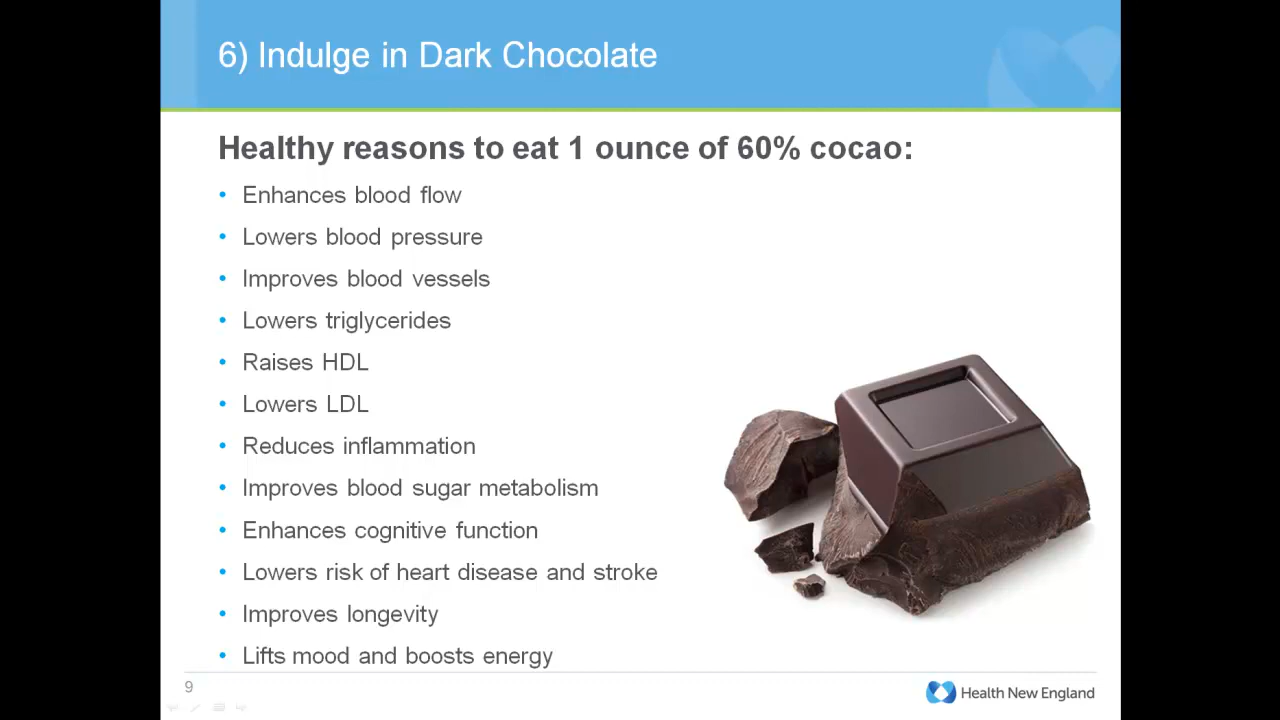 6) Indulge in Dark Chocolate
Healthy reasons to eat 1 ounce of 60% cocao:
• Enhances blood flow
• Lowers blood pressure
• Improves blood vessels
• Lowers triglycerides
• Raises HDL
• Lowers LDL
• Reduces inflammation
• Improves blood sugar metabolism
• Enhances cognitive function
• Lowers risk of heart disease and stroke
• Improves longevity
• Lifts mood and boosts energy
9
Health New England